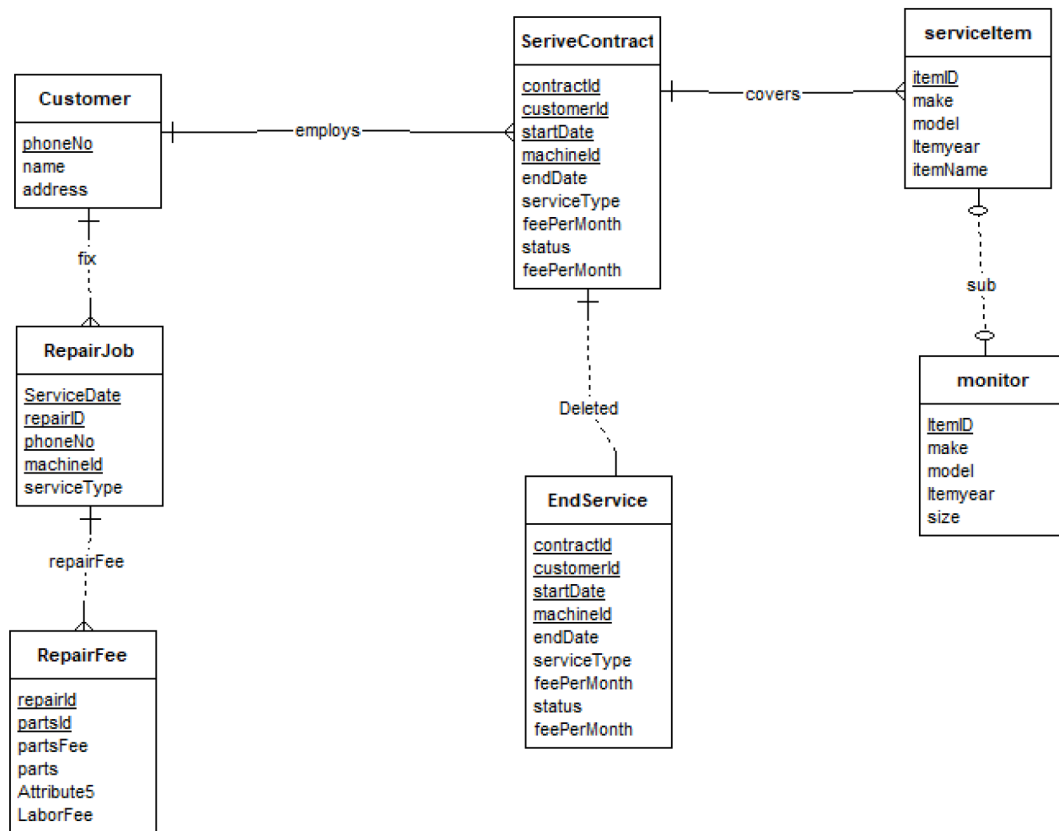 Customer
phoneNo
name
address
employs
SeriveContract
contractId
customerId
startDate
machineId
endDate
serviceType
feePerMonth
status
feePerMonth
covers
serviceItem
itemID
make
model
Itemyear
itemName
fix
sub
RepairJob
ServiceDate
repairID
phoneNo
machineId
serviceType
monitor
ItemID
make
model
Itemyear
size
Deleted
EndService
contractId
customerId
startDate
machineId
endDate
serviceType
feePerMonth
status
feePerMonth
repairFee
RepairFee
repairId
partsId
partsFee
parts
Attribute5
LaborFee